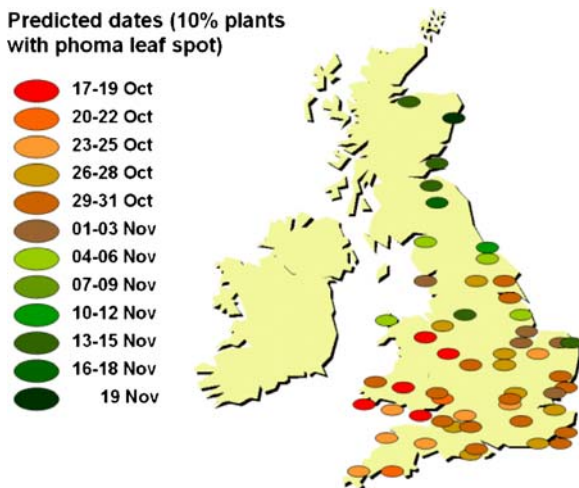 Predicted dates (10% plants
with phoma leaf spot)
17-19 Oct
20-22 Oct
23-25 Oct
26-28 Oct
29-31 Oct
01-03 Nov
04-06 Nov
07-09 Nov
10-12 Nov
13-15 Nov
16-18 Nov
19 Nov